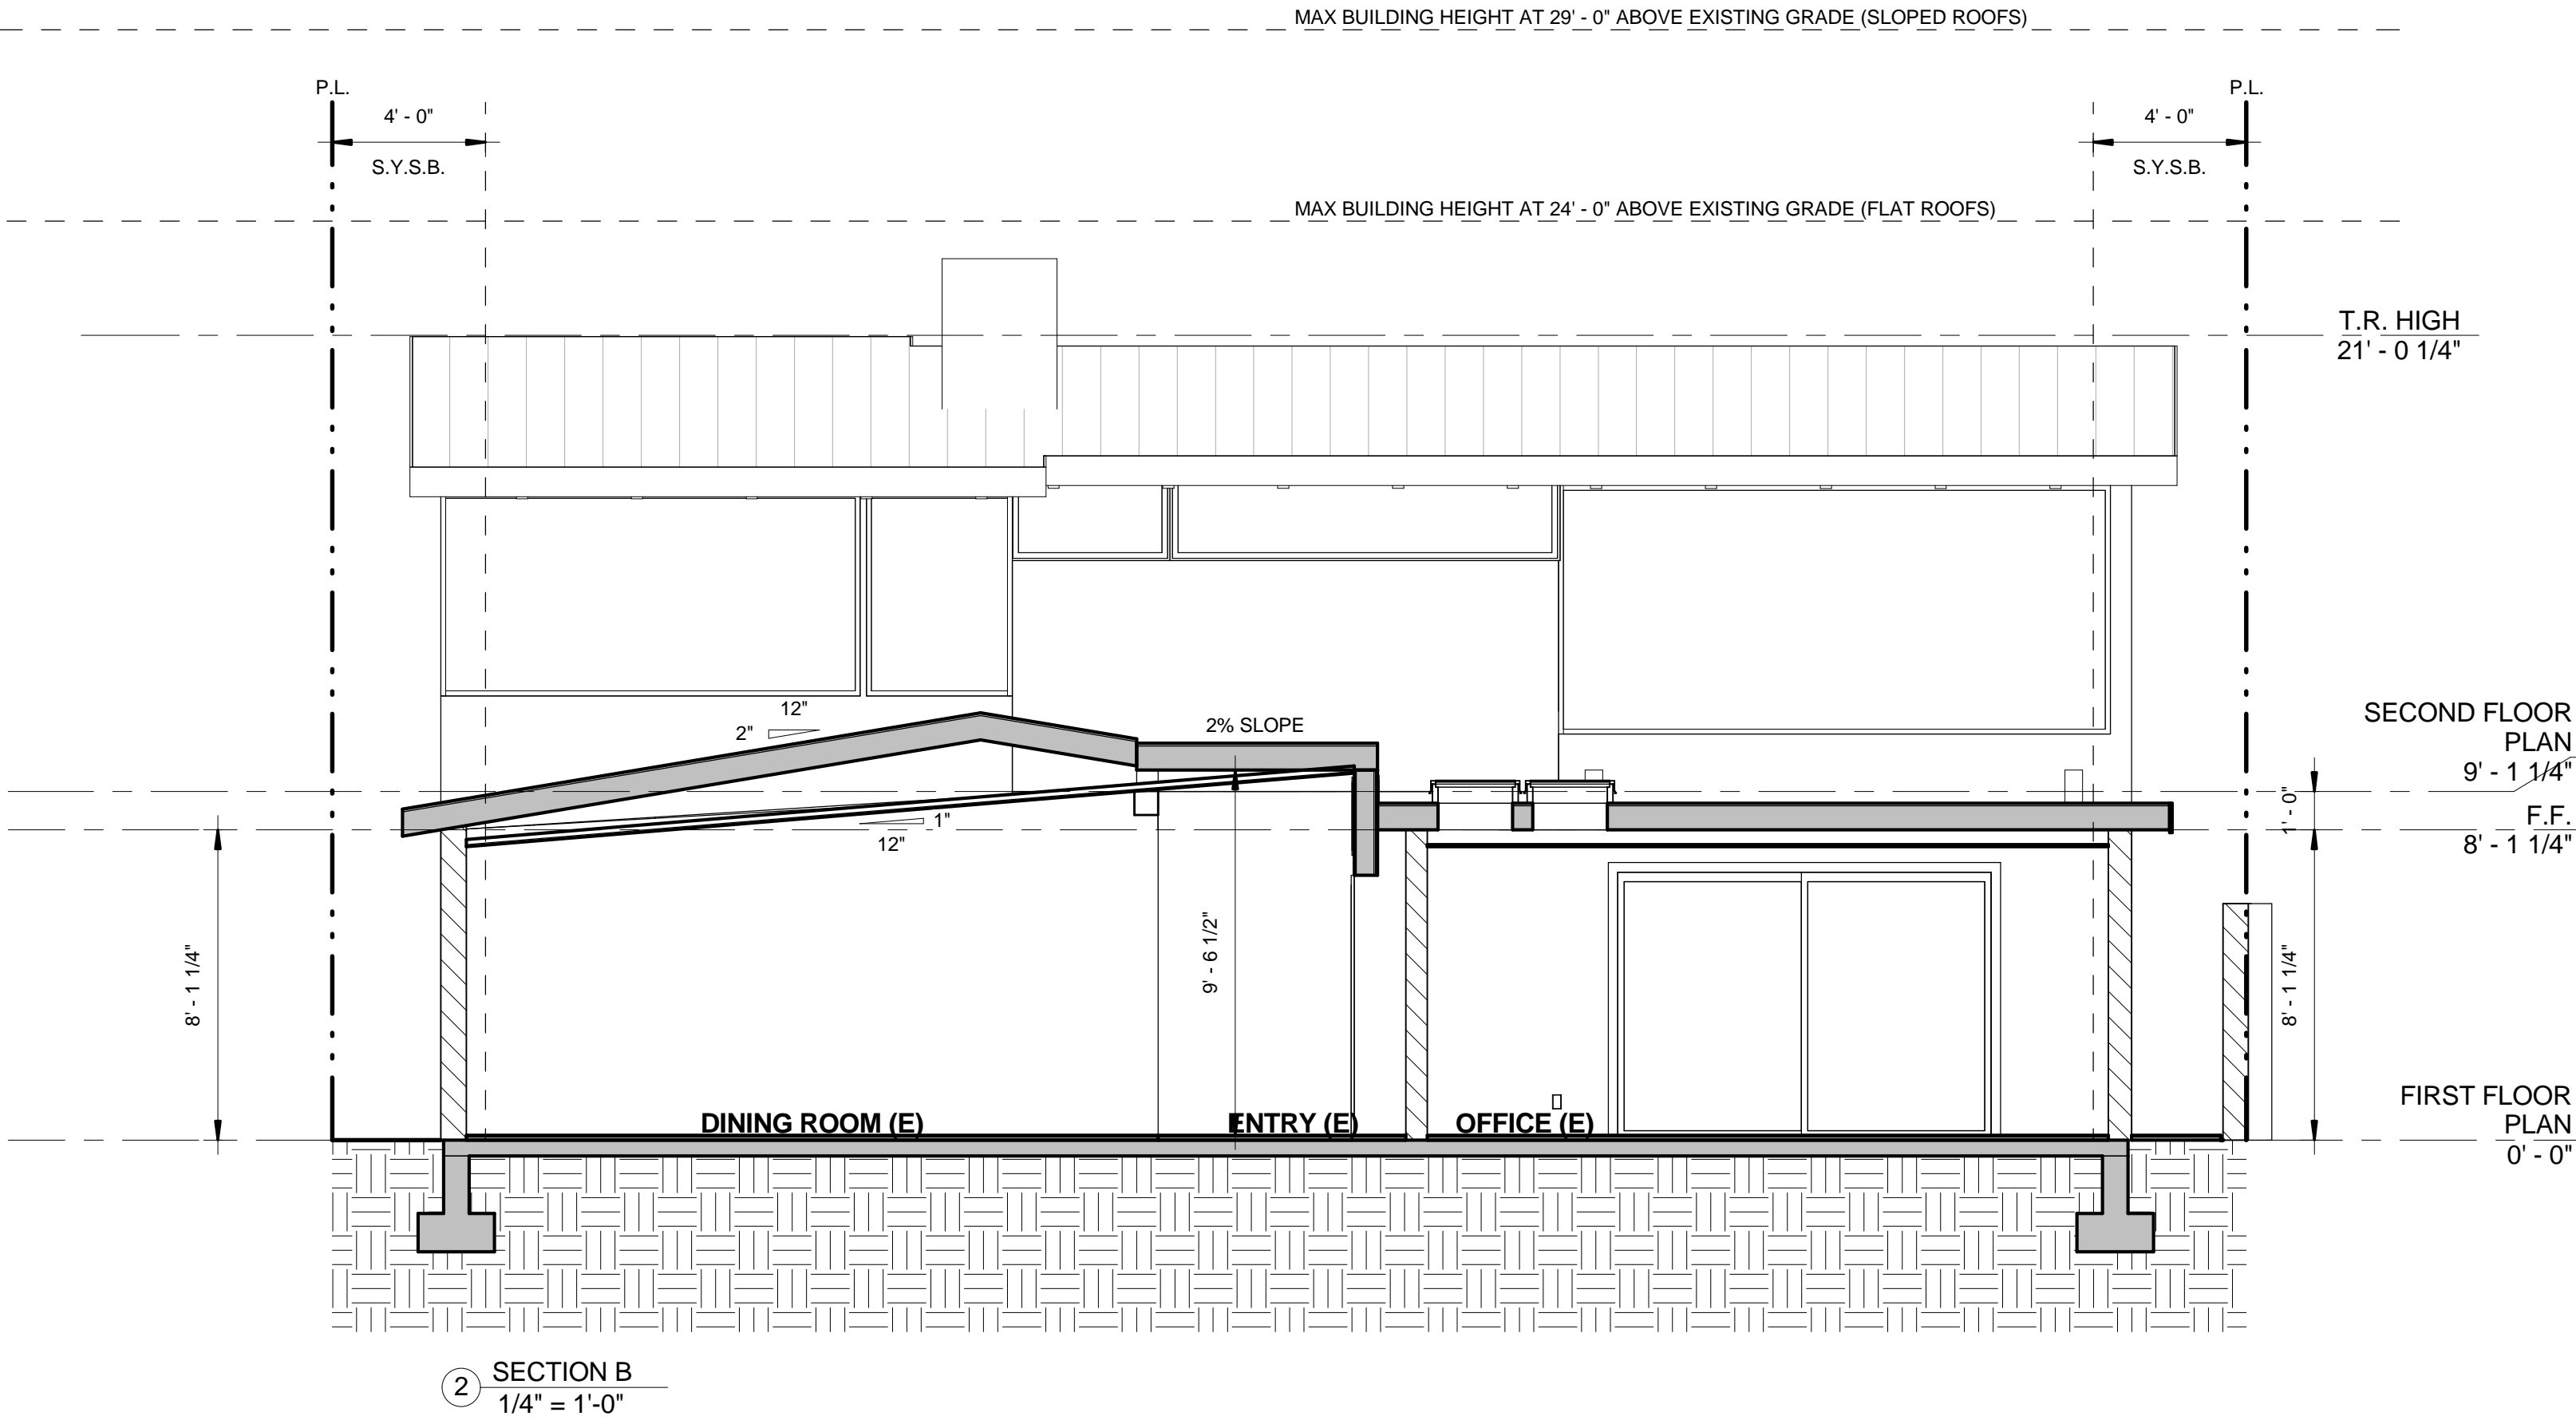 MAX BUILDING HEIGHT AT 29' - 0" ABOVE EXISTING GRADE (SLOPED ROOFS)
P.L.
P.L.
4' - 0"
4' - 0"
S.Y.S.B.
S.Y.S.B.
MAX BUILDING HEIGHT AT 24' - 0" ABOVE EXISTING GRADE (FLAT ROOFS)
T.R. HIGH
21' - 0 1/4"
12"
2"
2% SLOPE
SECOND FLOOR
PLAN
9' - 1 1/4"
1' - 0"
F.F.
8' - 1 1/4"
1"
12"
8' - 1 1/4"
9' - 6 1/2"
8' - 1 1/4"
DINING ROOM (E)
ENTRY (E)
OFFICE (E)
FIRST FLOOR
PLAN
0' - 0"
2
SECTION B
1/4" = 1'-0"